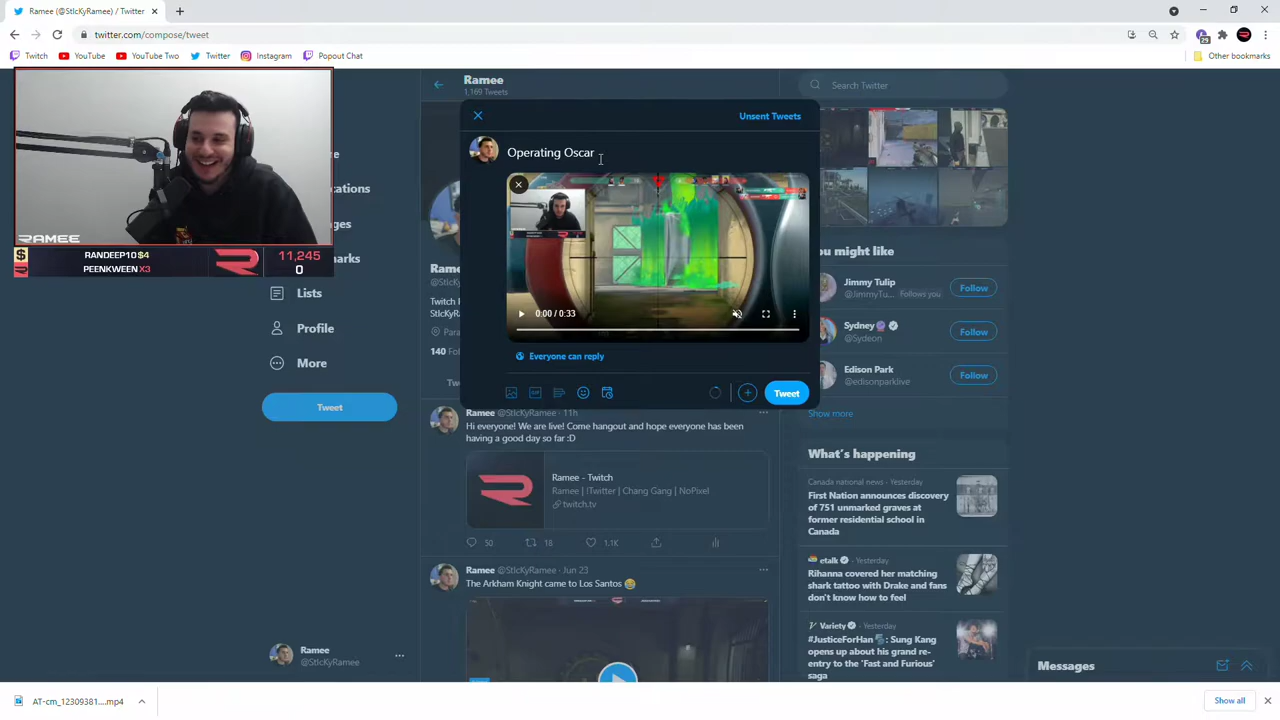 Ramee (@StIcKyRamee) / Twitter
twitter.com/compose/tweet
29
Twitch
YouTube
YouTube Two
Twitter
Instagram
Popout Chat
Other bookmarks
RAMEE
RANDEEP10 $4
PEENKWEEN X3
11,245
0
Lists
Profile
More
Tweet
Ramee
@StIcKyRamee
Ramee
1,169 Tweets
Unsent Tweets
Operating Oscar
0:00 / 0:33
Everyone can reply
GIF
Tweet
140
Ramee @StIcKyRamee · 11h
Hi everyone! We are live! Come hangout and hope everyone has been
having a good day so far :D
Ramee - Twitch
Ramee | !Twitter | Chang Gang | NoPixel
twitch.tv
50
18
1.1K
Ramee @StIcKyRamee · Jun 23
The Arkham Knight came to Los Santos 😂
Search Twitter
might like
Jimmy Tulip
@JimmyTu... Follows you
Follow
Sydney🔮
@Sydeon
Follow
Edison Park
@edisonparklive
Follow
Show more
What's happening
Canada national news · Yesterday
First Nation announces discovery
of 751 unmarked graves at
former residential school in
Canada
etalk · Yesterday
Rihanna covered her matching
shark tattoo with Drake and fans
don't know how to feel
Variety · Yesterday
#JusticeForHan: Sung Kang
opens up about his grand re-
entry to the 'Fast and Furious'
saga
Messages
AT-cm_12309381....mp4
Show all